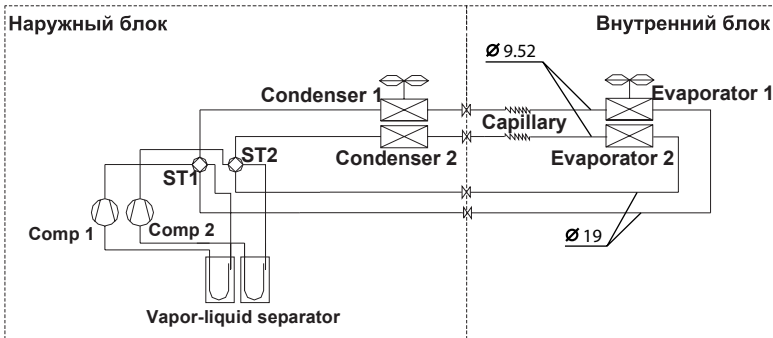 Наружный блок
Внутренний блок
Ø 9.52
Condenser 1
Evaporator 1
Capillary
ST2
Condenser 2
Evaporator 2
ST1
Comp 1
Comp 2
Ø 19
Vapor-liquid separator